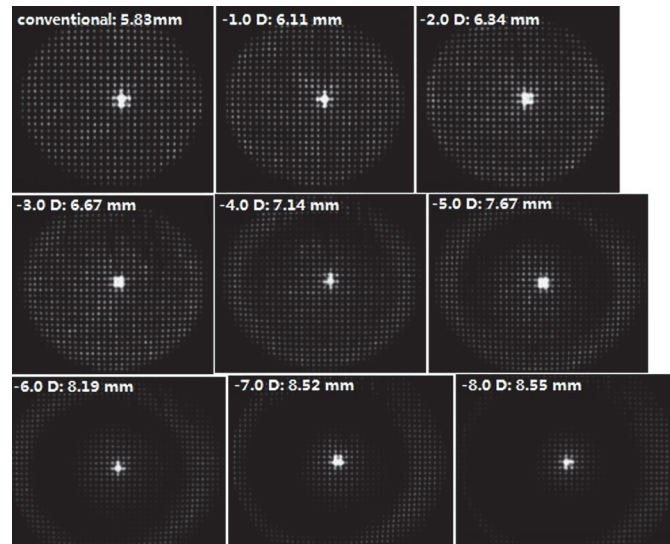 conventional: 5.83mm
-1.0 D: 6.11 mm
-2.0 D: 6.34 mm
-3.0 D: 6.67 mm
-4.0 D: 7.14 mm
-5.0 D: 7.67 mm
-6.0 D: 8.19 mm
-7.0 D: 8.52 mm
-8.0 D: 8.55 mm